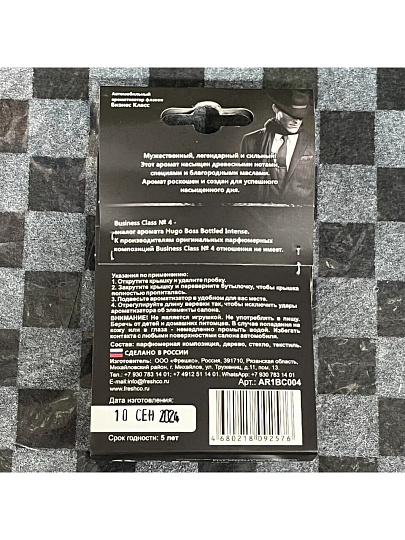 Автомобильный
ароматизатор флакон
Бизнес Класс
Мужественный, легендарный и сильный!
Этот аромат насыщен древесными нотами,
специями и благородными маслами.
Аромат роскошен и создан для успешного
насыщенного дня.
Business Class № 4 -
аналог аромата Hugo Boss Bottled Intense.
К производителям оригинальных парфюмерных
композиций Business Class № 4 отношения не имеет.
Указания по применению:
1. Открутите крышку и удалите пробку.
2. Закрутите крышку и переверните бутылочку, чтобы крышка
полностью пропиталась.
3. Подвесьте ароматизатор в удобном для вас месте.
4. Отрегулируйте длину веревки так, чтобы исключить удары
ароматизатора об элементы салона.
ВНИМАНИЕ! Не является игрушкой. Не употреблять в пищу.
Беречь от детей и домашних питомцев. В случае попадания на
кожу или в глаза - немедленно промыть водой. Избегать
контакта с любыми поверхностями салона автомобиля.
Состав: парфюмерная композиция, дерево, стекло, текстиль.
СДЕЛАНО В РОССИИ
Изготовитель: ООО «Фрешко», Россия, 391710, Рязанская область,
Михайловский район, г. Михайлов, ул. Труженниц, д.11, пом. 13.
Тел.: +7 930 783 14 01; +7 4912 51 14 01. WhatsApp +7 930 783 14 01
E-mail:info@freshco.ru
Арт.: AR1BC004
Дата изготовления:
10 СЕН 2024
Срок годности: 5 лет
4 680218 092576